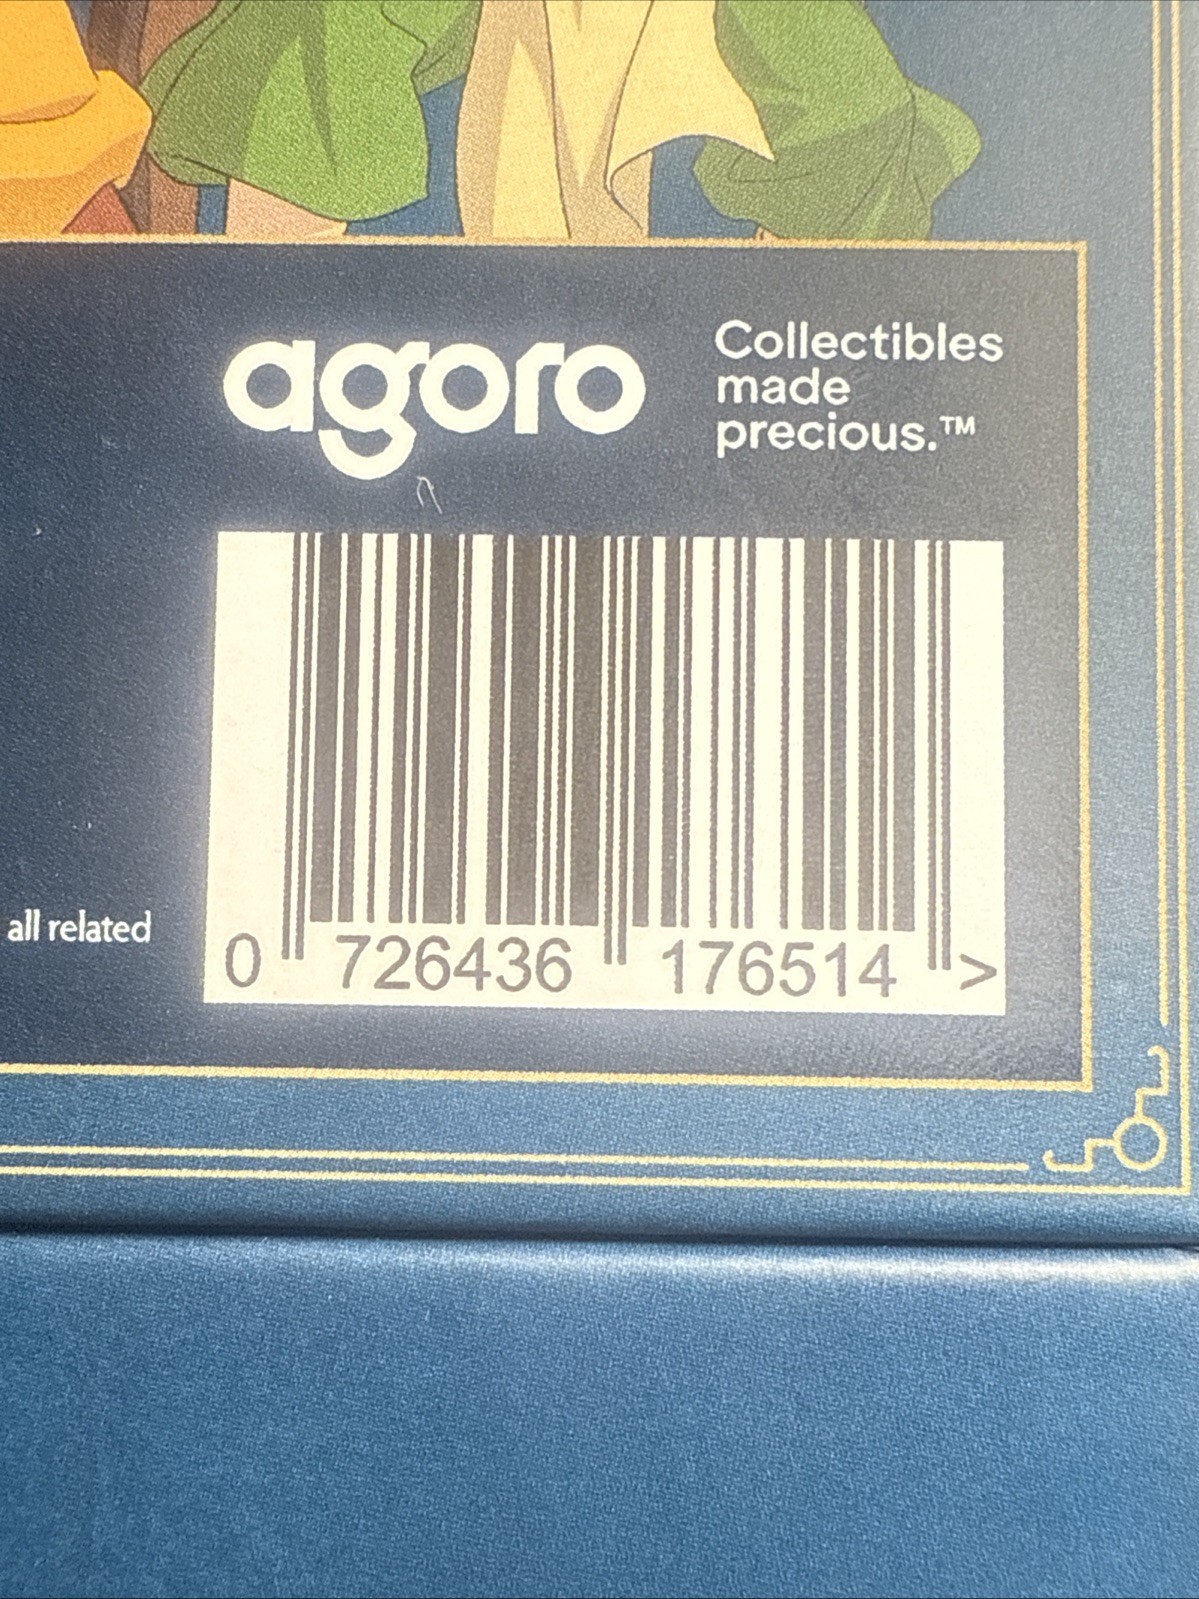 agoro
Collectibles
made
precious.™
all related
0 726436 176514 >